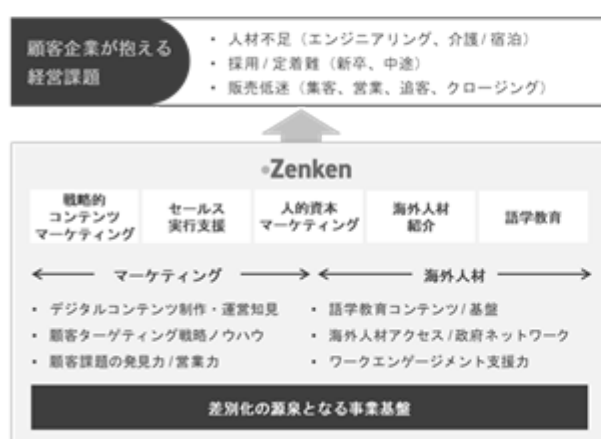 顧客企業が抱える
経営課題
・ 人材不足（エンジニアリング、介護/宿泊）
・ 採用/定着難（新卒、中途）
・ 販売低迷（集客、営業、追客、クロージング）
Zenken
戦略的
コンテンツ
マーケティング
セールス
実行支援
人的資本
マーケティング
海外人材
紹介
語学教育
マーケティング
海外人材
・ デジタルコンテンツ制作・運営知見
・ 顧客ターゲティング戦略ノウハウ
・ 顧客課題の発見力/営業力
・ 語学教育コンテンツ/基盤
・ 海外人材アクセス/政府ネットワーク
・ ワークエンゲージメント支援力
差別化の源泉となる事業基盤